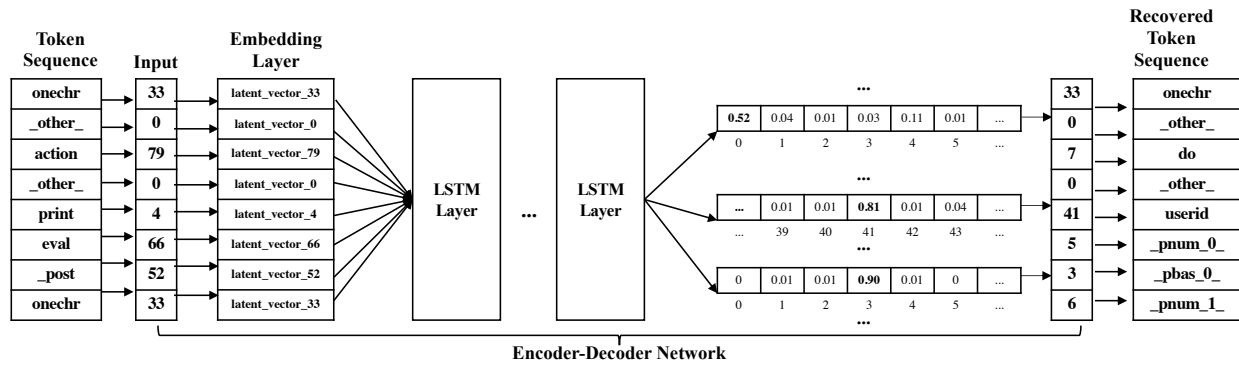 Token
Sequence
Input
Embedding
Layer
Recovered
Token
Sequence
onechr
_other_
action
_other_
print
eval
_post
onechr
33
0
79
0
4
66
52
33
latent_vector_33
latent_vector_0
latent_vector_79
latent_vector_0
latent_vector_4
latent_vector_66
latent_vector_52
latent_vector_33
LSTM
Layer
...
LSTM
Layer
...
0.52 0.04 0.01 0.03 0.11 0.01 ...
0 1 2 3 4 5 ...
...
... 0.01 0.01 0.81 0.01 0.04 ...
... 39 40 41 42 43 ...
...
0 0.01 0.01 0.90 0.01 0 ...
0 1 2 3 4 5 ...
...
33
0
7
0
41
5
3
6
onechr
_other_
do
_other_
userid
_pnum_0_
_pbas_0_
_pnum_1_
Encoder-Decoder Network